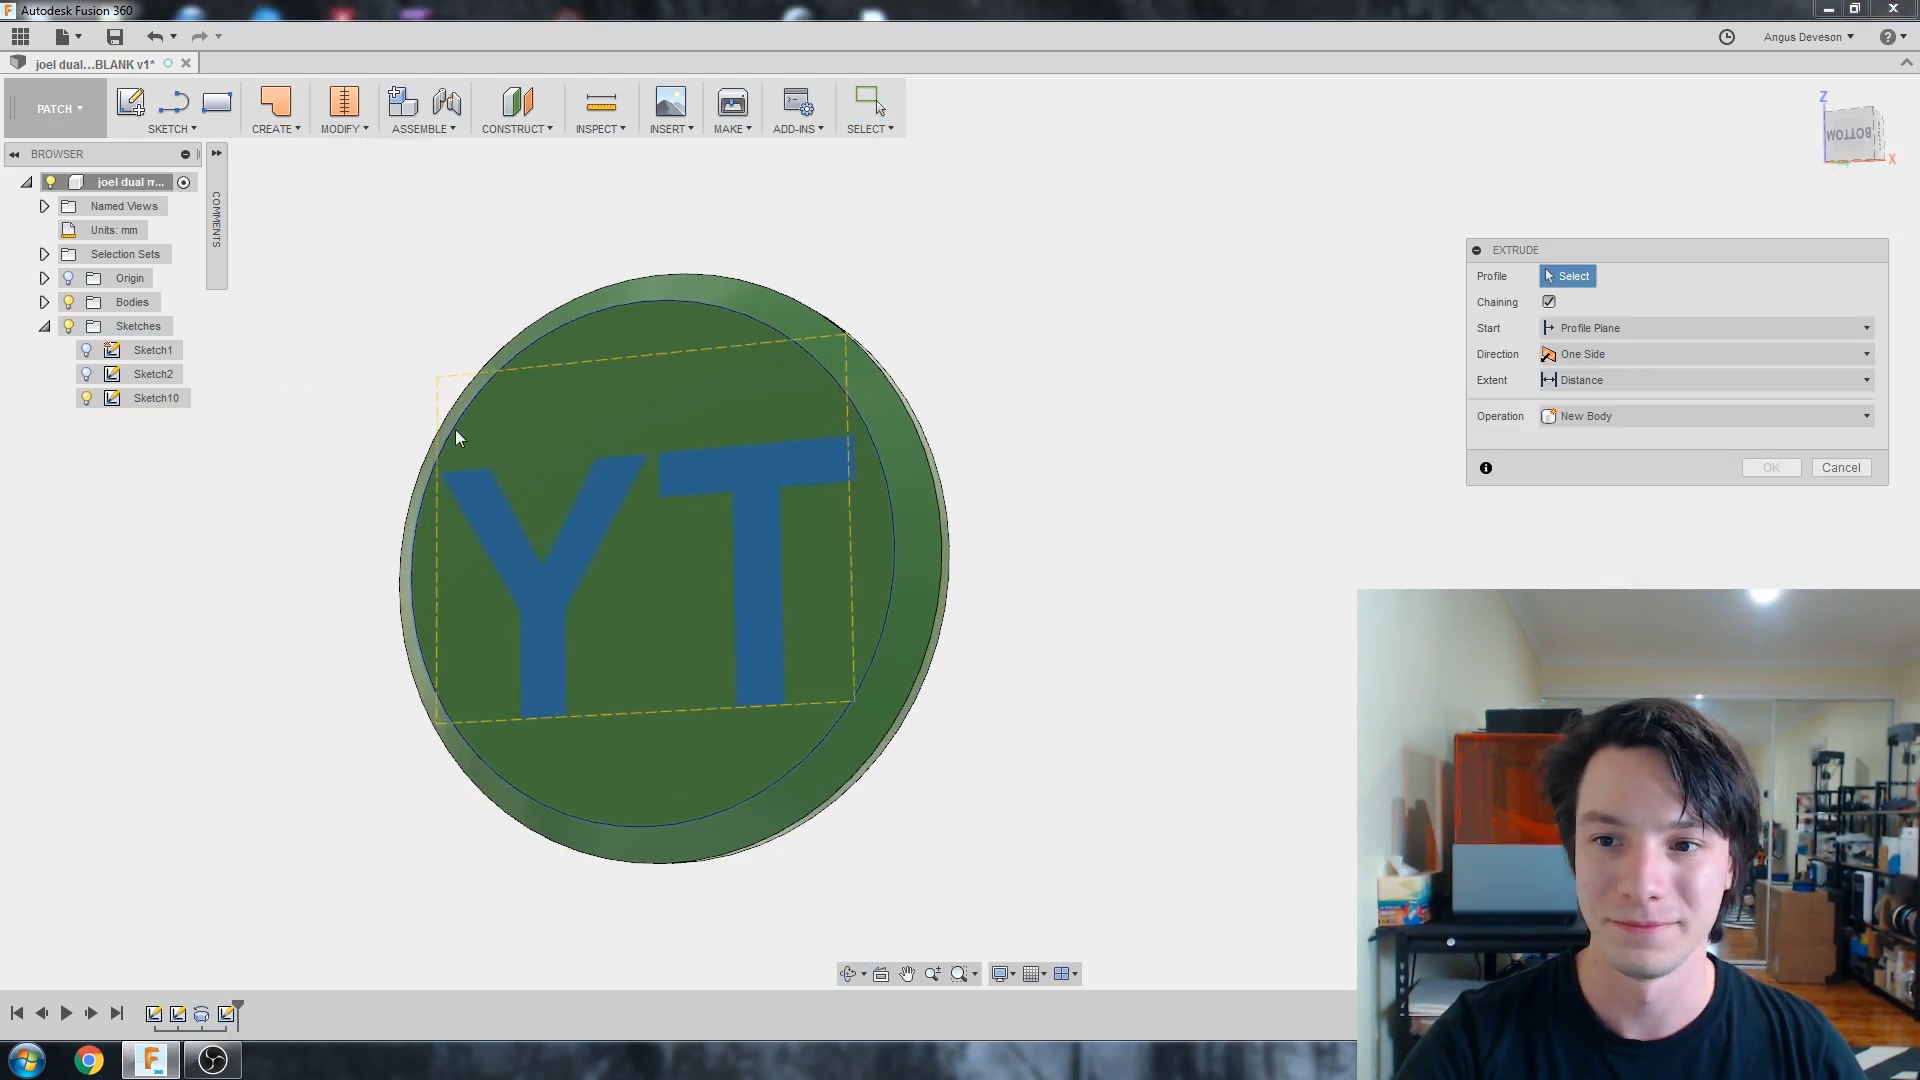 Autodesk Fusion 360
Angus Deveson
joel dual...BLANK v1*
PATCH
SKETCH
CREATE
MODIFY
ASSEMBLE
CONSTRUCT
INSPECT
INSERT
MAKE
ADD-INS
SELECT
BROWSER
joel dual m...
Named Views
Units: mm
Selection Sets
Origin
Bodies
Sketches
Sketch1
Sketch2
Sketch10
COMMENTS
Z
BOTTOM
X
YT
EXTRUDE
Profile Select
Chaining
Start Profile Plane
Direction One Side
Extent Distance
Operation New Body
OK Cancel